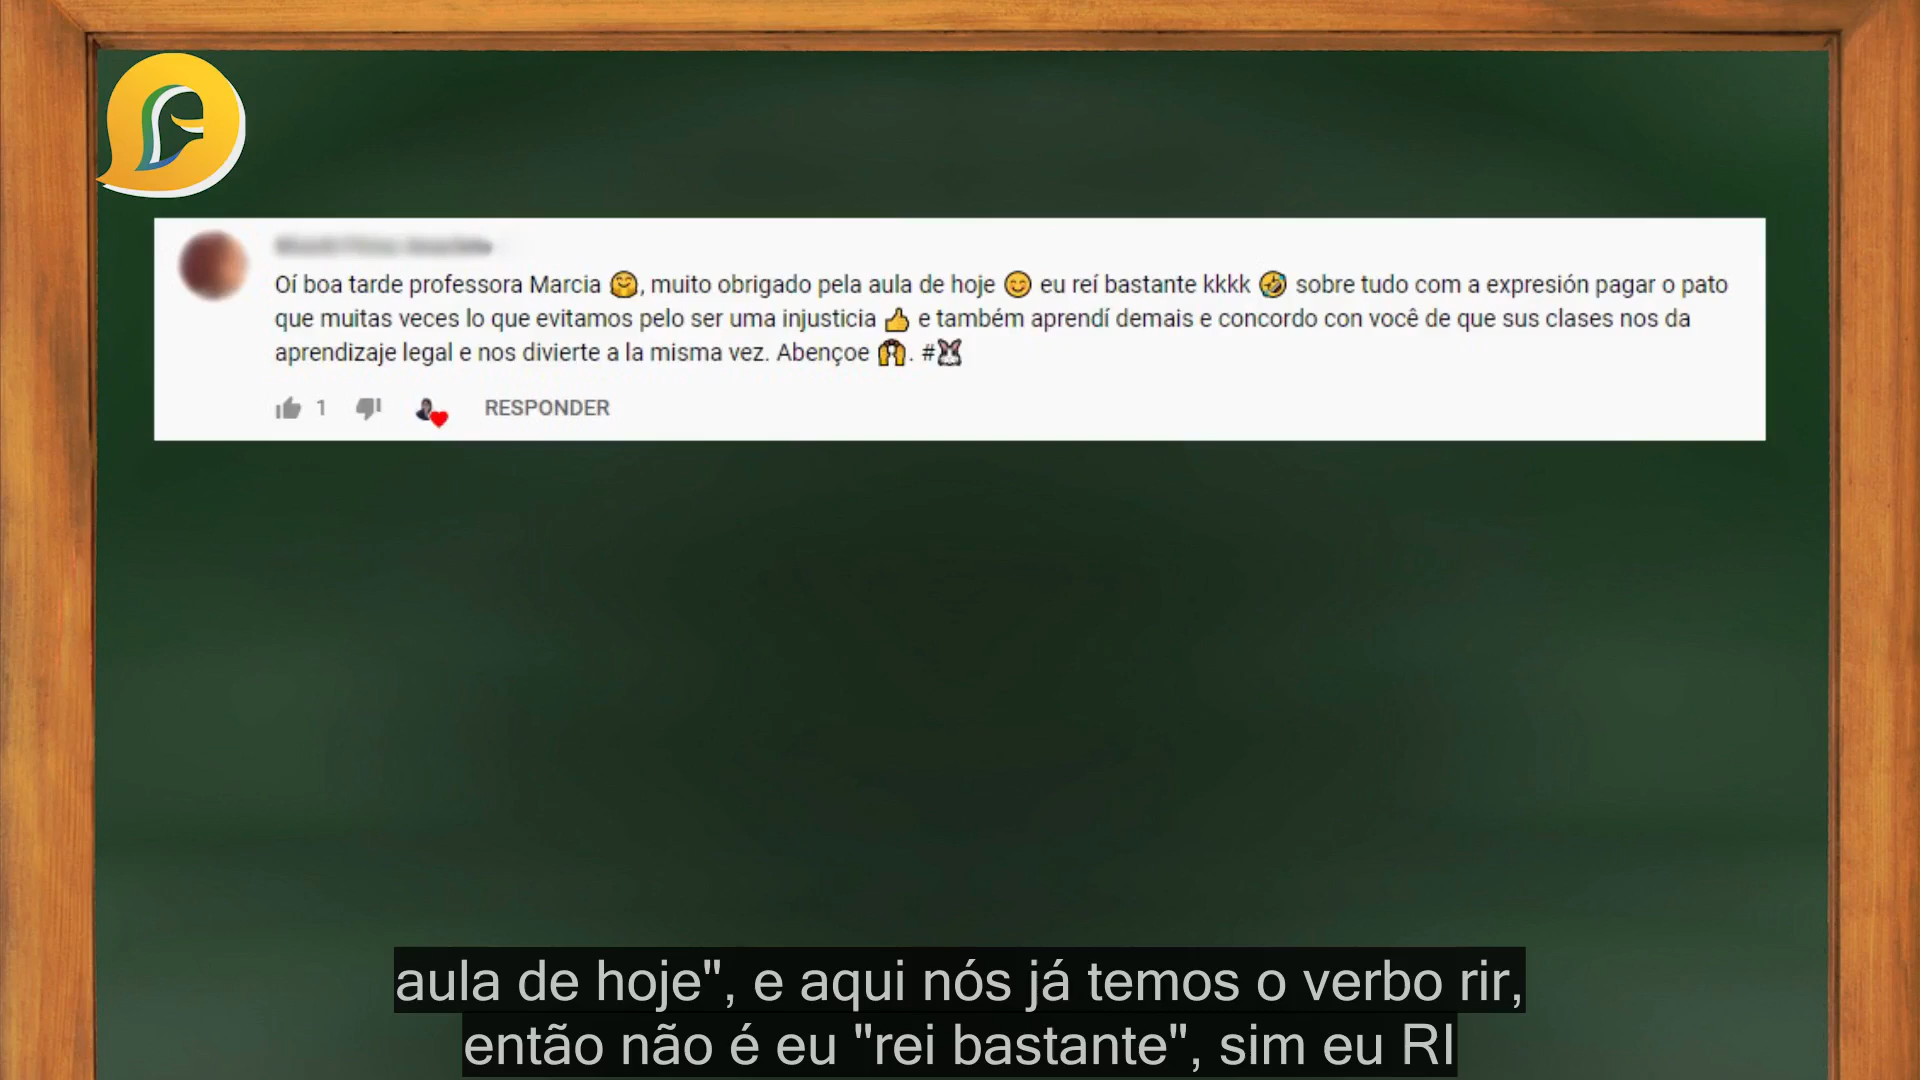 Oí boa tarde professora Marcia 🤗, muito obrigado pela aula de hoje 😊 eu reí bastante kkkk 🤣 sobre tudo com a expresión pagar o pato
que muitas veces lo que evitamos pelo ser uma injusticia 👍 e também aprendí demais e concordo con você de que sus clases nos da
aprendizaje legal e nos divierte a la misma vez. Abençoe 🙌. #🐰
1 RESPONDER
aula de hoje", e aqui nós já temos o verbo rir,
então não é eu "rei bastante", sim eu RI